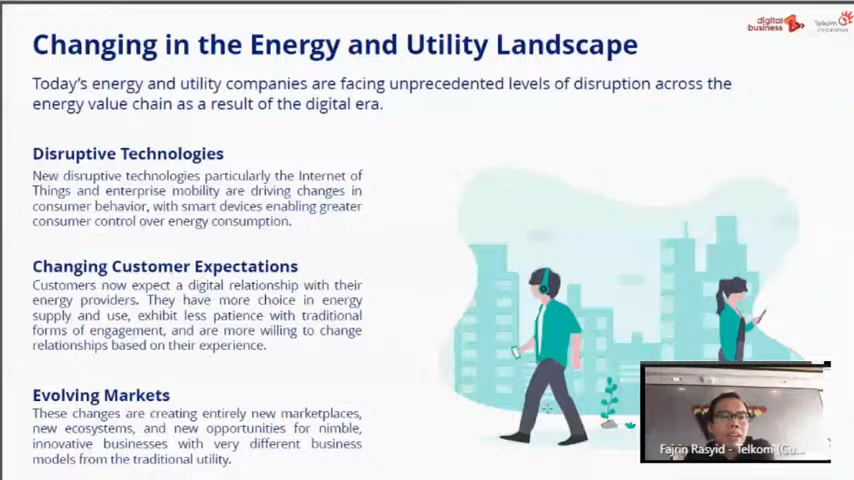 digital
business
Telkom
Indonesia
Changing in the Energy and Utility Landscape
Today's energy and utility companies are facing unprecedented levels of disruption across the
energy value chain as a result of the digital era.
Disruptive Technologies
New disruptive technologies particularly the Internet of
Things and enterprise mobility are driving changes in
consumer behavior, with smart devices enabling greater
consumer control over energy consumption.
Changing Customer Expectations
Customers now expect a digital relationship with their
energy providers. They have more choice in energy
supply and use, exhibit less patience with traditional
forms of engagement, and are more willing to change
relationships based on their experience.
Evolving Markets
These changes are creating entirely new marketplaces,
new ecosystems, and new opportunities for nimble,
innovative businesses with very different business
models from the traditional utility.
Fajrin Rasyid - Telkom (Gu...